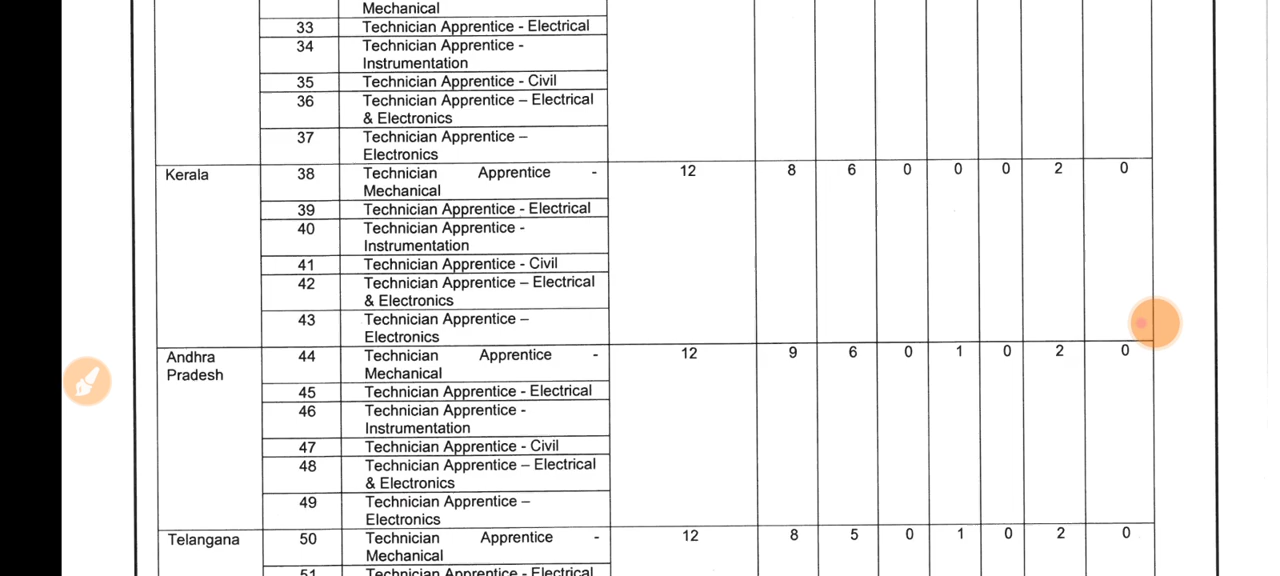 Mechanical
33 Technician Apprentice - Electrical
34 Technician Apprentice -
Instrumentation
35 Technician Apprentice - Civil
36 Technician Apprentice – Electrical
& Electronics
37 Technician Apprentice –
Electronics
Kerala 38 Technician Apprentice - 12 8 6 0 0 0 2 0
Mechanical
39 Technician Apprentice - Electrical
40 Technician Apprentice -
Instrumentation
41 Technician Apprentice - Civil
42 Technician Apprentice – Electrical
& Electronics
43 Technician Apprentice –
Electronics
Andhra 44 Technician Apprentice - 12 9 6 0 1 0 2 0
Pradesh Mechanical
45 Technician Apprentice - Electrical
46 Technician Apprentice -
Instrumentation
47 Technician Apprentice - Civil
48 Technician Apprentice – Electrical
& Electronics
49 Technician Apprentice –
Electronics
Telangana 50 Technician Apprentice - 12 8 5 0 1 0 2 0
Mechanical
51 Technician Apprentice - Electrical